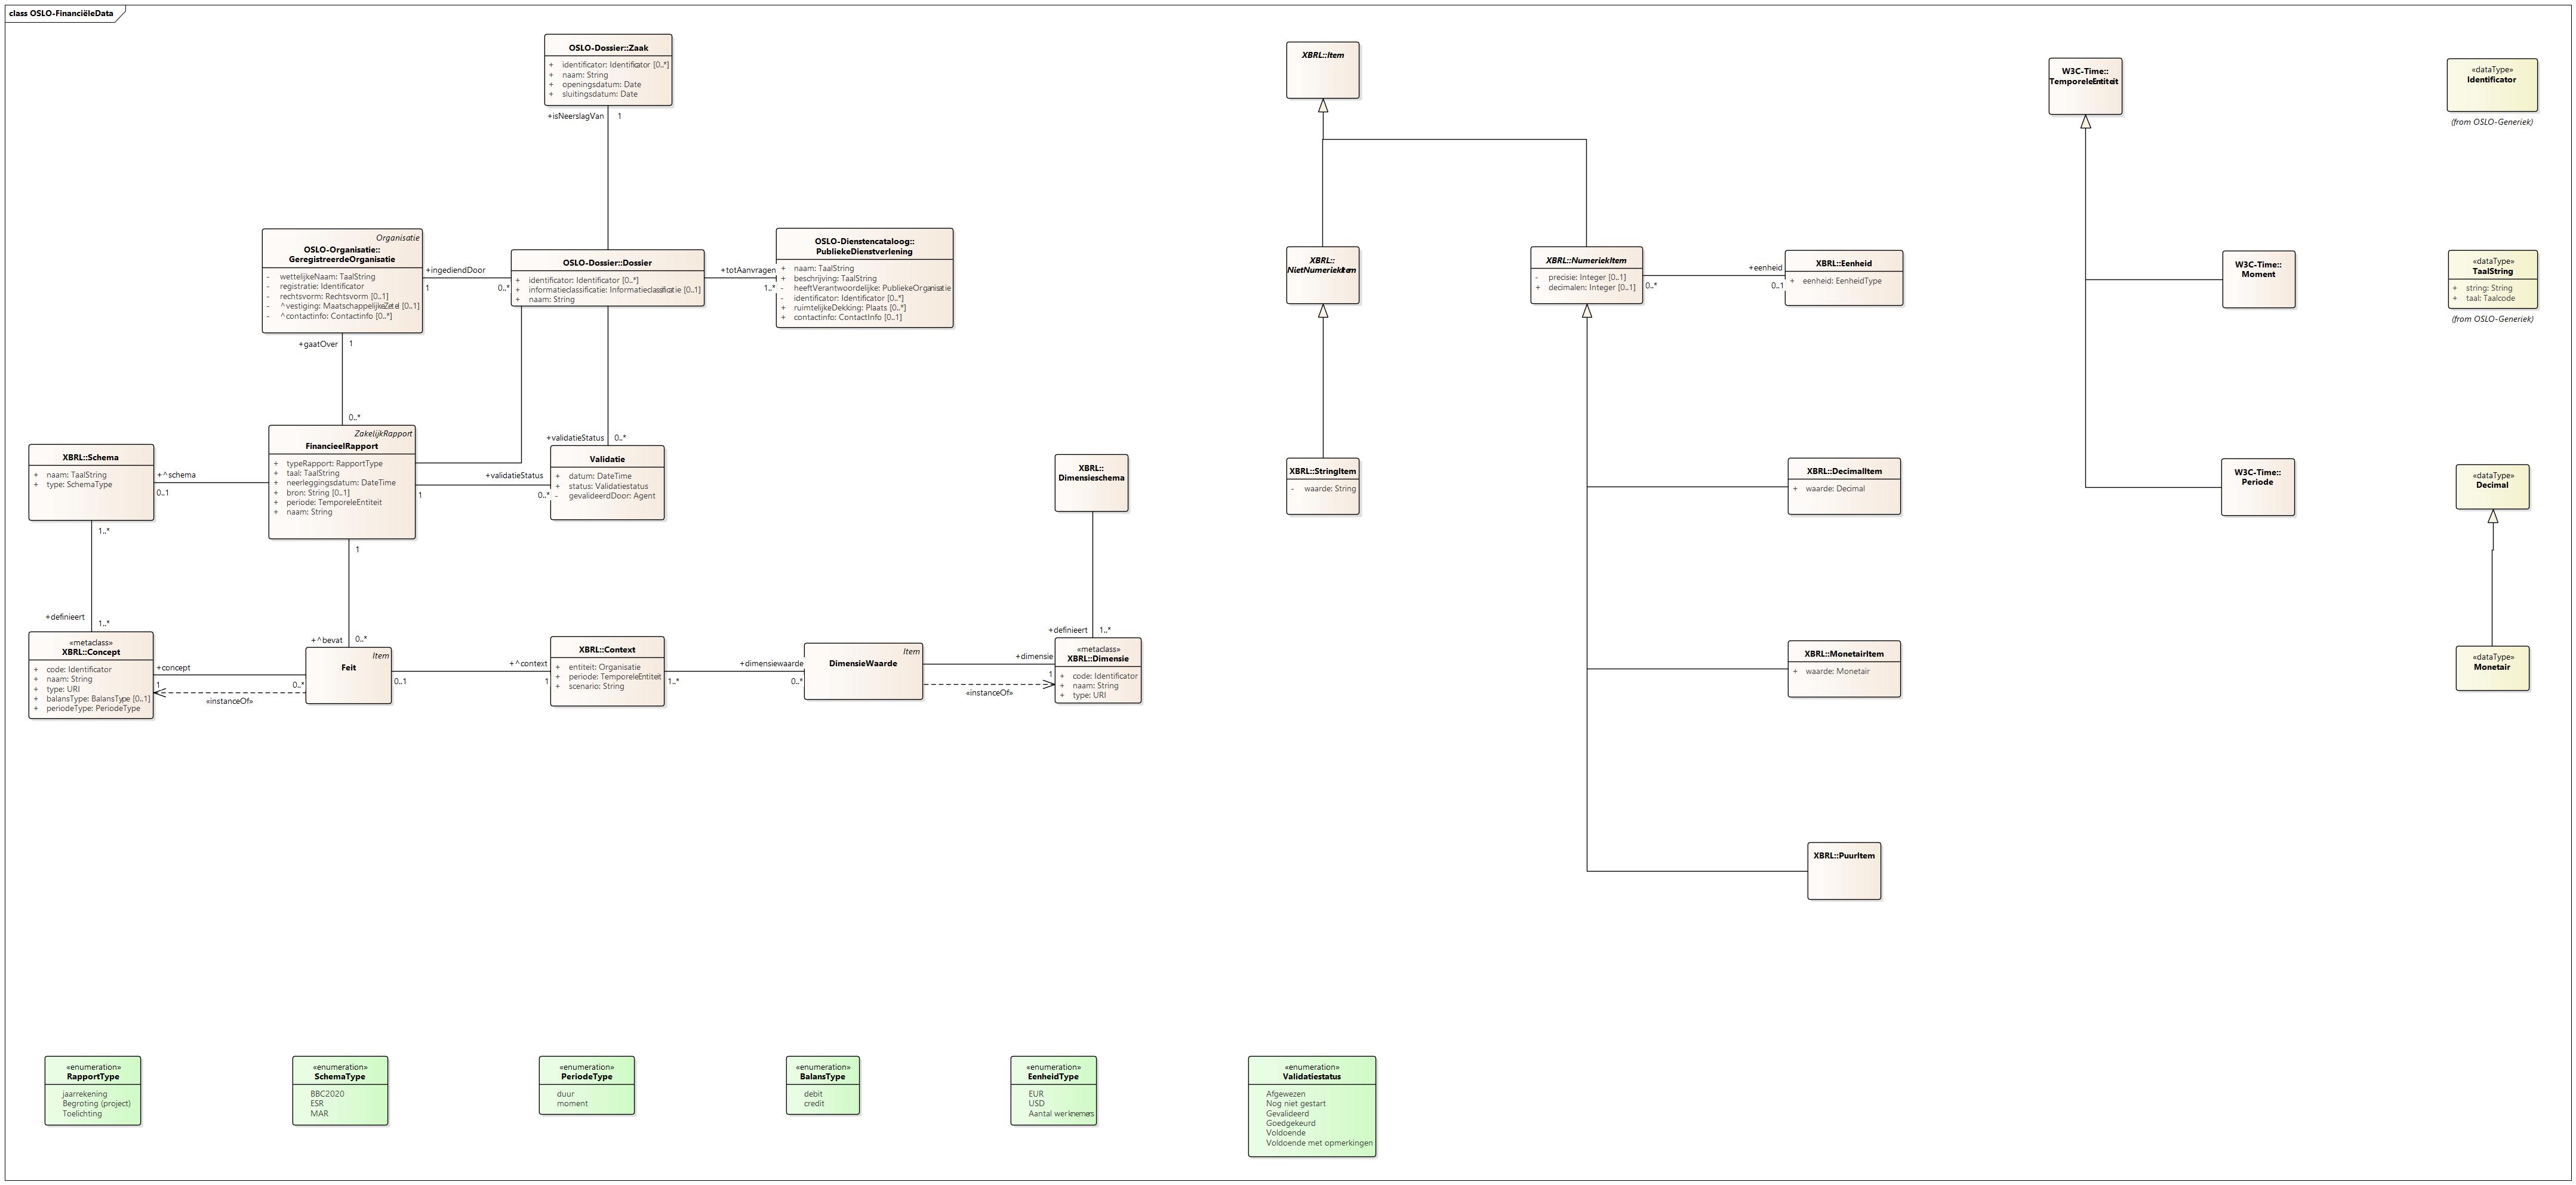 class OSLO-FinanciëleData
OSLO-Dossier::Zaak
+ identificator: Identificator [0..*]
+ naam: String
+ openingsdatum: Date
+ sluitingsdatum: Date
+isNeerslagVan 1
Organisatie
OSLO-Organisatie::
GeregistreerdeOrganisatie
- wettelijkeNaam: TaalString
- registratie: Identificator
- rechtsvorm: Rechtsvorm [0..1]
- ^vestiging: MaatschappelijkeZetel [0..1]
- ^contactinfo: Contactinfo [0..*]
+ingediendDoor
1
0..*
OSLO-Dossier::Dossier
+ identificator: Identificator [0..*]
+ informatieclassificatie: Informatieclassificatie [0..1]
+ naam: String
+totAanvragen
1..*
OSLO-Dienstencataloog::
PubliekeDienstverlening
+ naam: TaalString
+ beschrijving: TaalString
- heeftVerantwoordelijke: PubliekeOrganisatie
- identificator: Identificator [0..*]
+ ruimtelijkeDekking: Plaats [0..*]
+ contactinfo: ContactInfo [0..1]
+gaatOver 1
0..*
ZakelijkRapport
FinancieelRapport
+ typeRapport: RapportType
+ taal: TaalString
+ neerleggingsdatum: DateTime
+ bron: String [0..1]
+ periode: TemporeleEntiteit
+ naam: String
XBRL::Schema
+ naam: TaalString
+ type: SchemaType
+^schema
0..1
+validatieStatus 0..*
+validatieStatus
1
0..*
Validatie
+ datum: DateTime
+ status: Validatiestatus
- gevalideerdDoor: Agent
XBRL::
Dimensieschema
1..*
1
+definieert
1..*
+^bevat 0..*
+definieert 1..*
«metaclass»
XBRL::Concept
+ code: Identificator
+ naam: String
+ type: URI
+ balansType: BalansType [0..1]
+ periodeType: PeriodeType
+concept
1
0..*
«instanceOf»
Item
Feit
+^context
0..1
1
XBRL::Context
+ entiteit: Organisatie
+ periode: TemporeleEntiteit
+ scenario: String
+dimensiewaarde
1..*
0..*
Item
DimensieWaarde
+dimensie
1
«instanceOf»
«metaclass»
XBRL::Dimensie
+ code: Identificator
+ naam: String
+ type: URI
XBRL::Item
XBRL::
NietNumeriekItem
XBRL::NumeriekItem
- precisie: Integer [0..1]
+ decimalen: Integer [0..1]
+eenheid
0..*
0..1
XBRL::Eenheid
+ eenheid: EenheidType
XBRL::StringItem
- waarde: String
XBRL::DecimalItem
+ waarde: Decimal
XBRL::MonetairItem
+ waarde: Monetair
XBRL::PuurItem
W3C-Time::
TemporeleEntiteit
W3C-Time::
Moment
W3C-Time::
Periode
«dataType»
Identificator
(from OSLO-Generiek)
«dataType»
TaalString
+ string: String
+ taal: Taalcode
(from OSLO-Generiek)
«dataType»
Decimal
«dataType»
Monetair
«enumeration»
RapportType
jaarrekening
Begroting (project)
Toelichting
«enumeration»
SchemaType
BBC2020
ESR
MAR
«enumeration»
PeriodeType
duur
moment
«enumeration»
BalansType
debit
credit
«enumeration»
EenheidType
EUR
USD
Aantal werknemers
«enumeration»
Validatiestatus
Afgewezen
Nog niet gestart
Gevalideerd
Goedgekeurd
Voldoende
Voldoende met opmerkingen